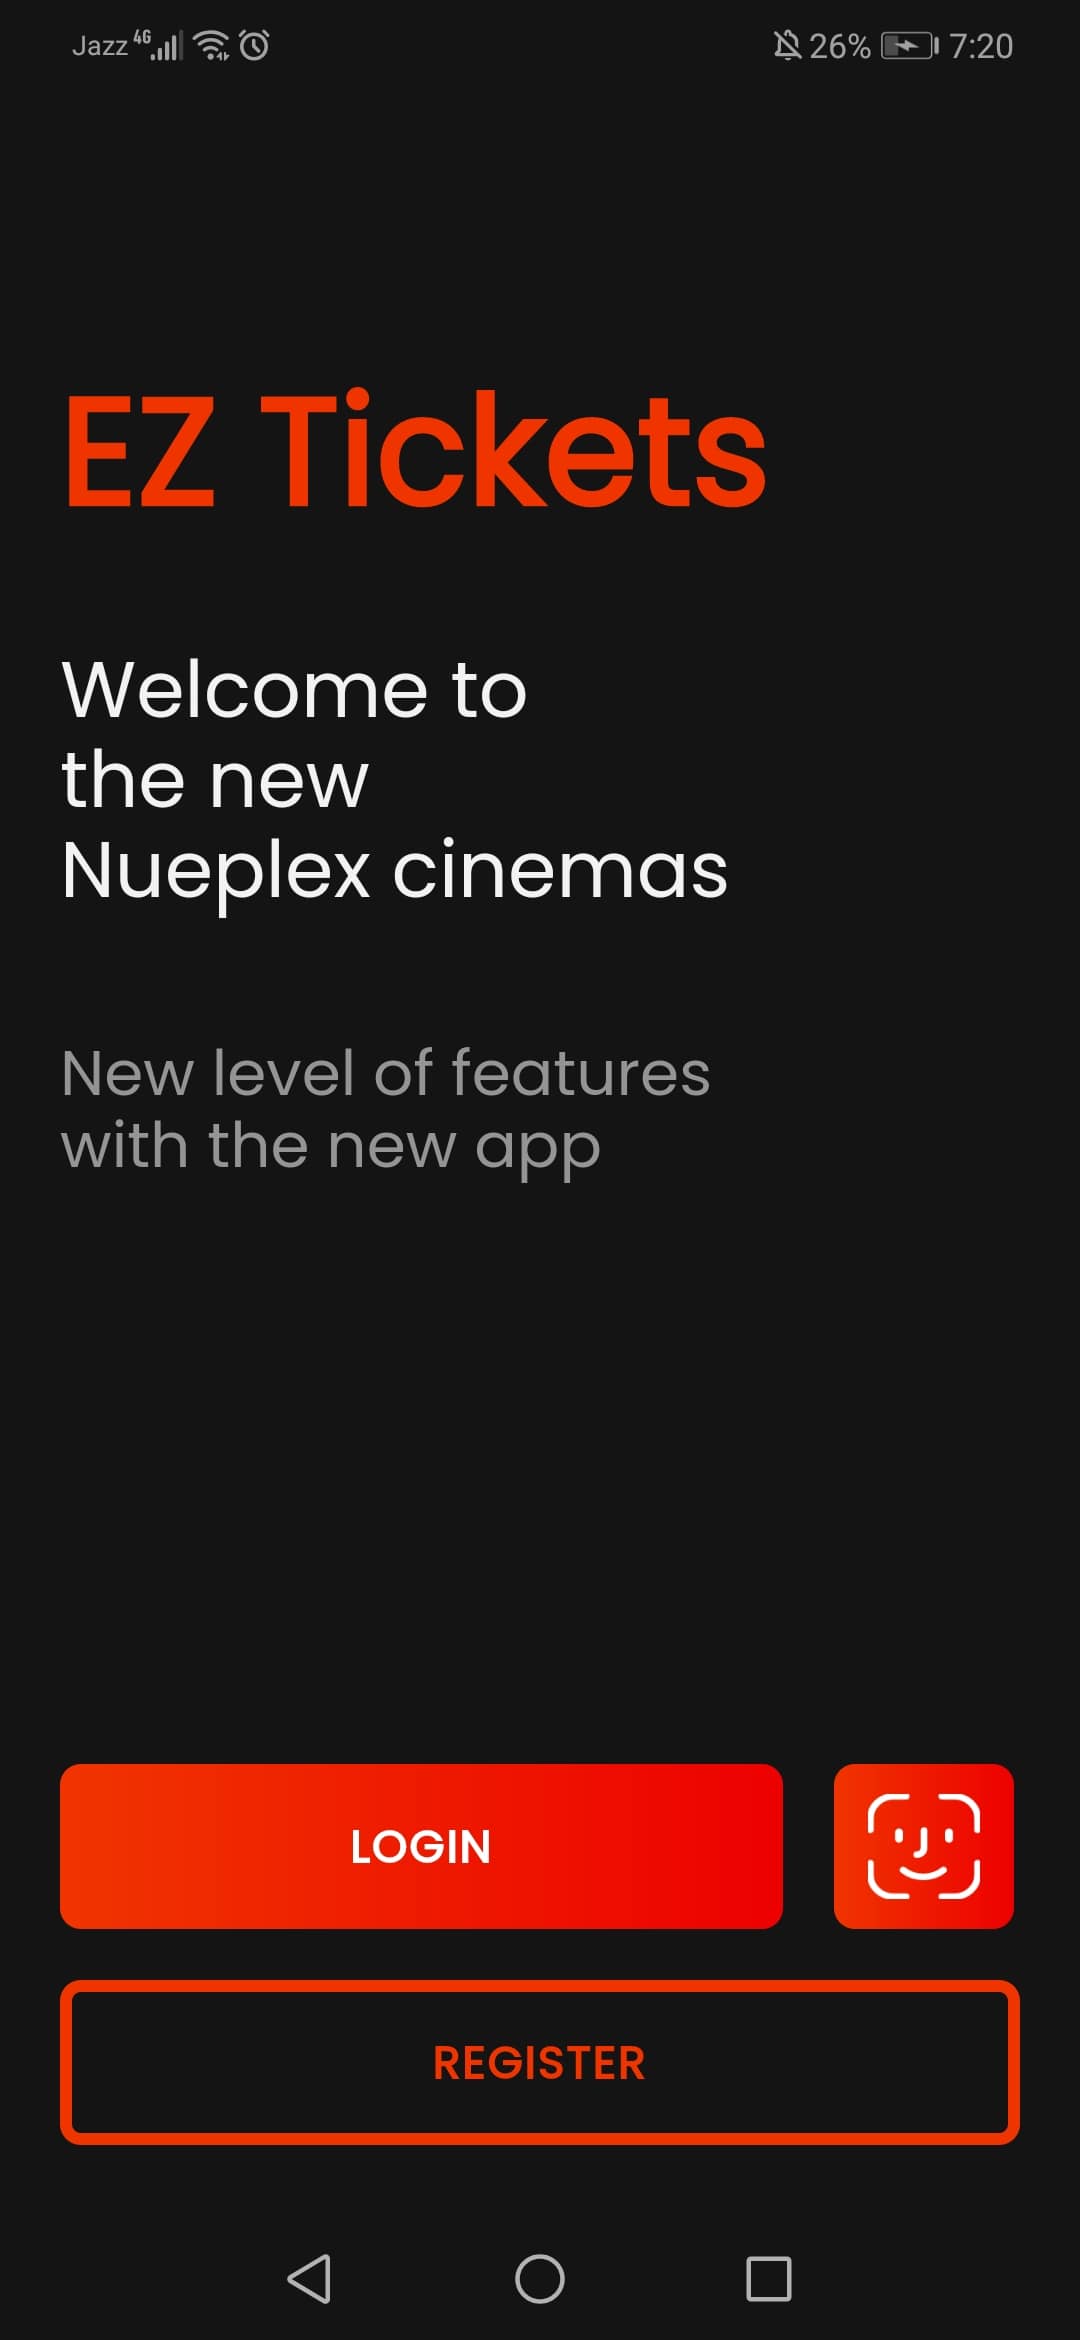 Jazz 4G 26% 7:20
EZ Tickets
Welcome to
the new
Nueplex cinemas
New level of features
with the new app
LOGIN
REGISTER